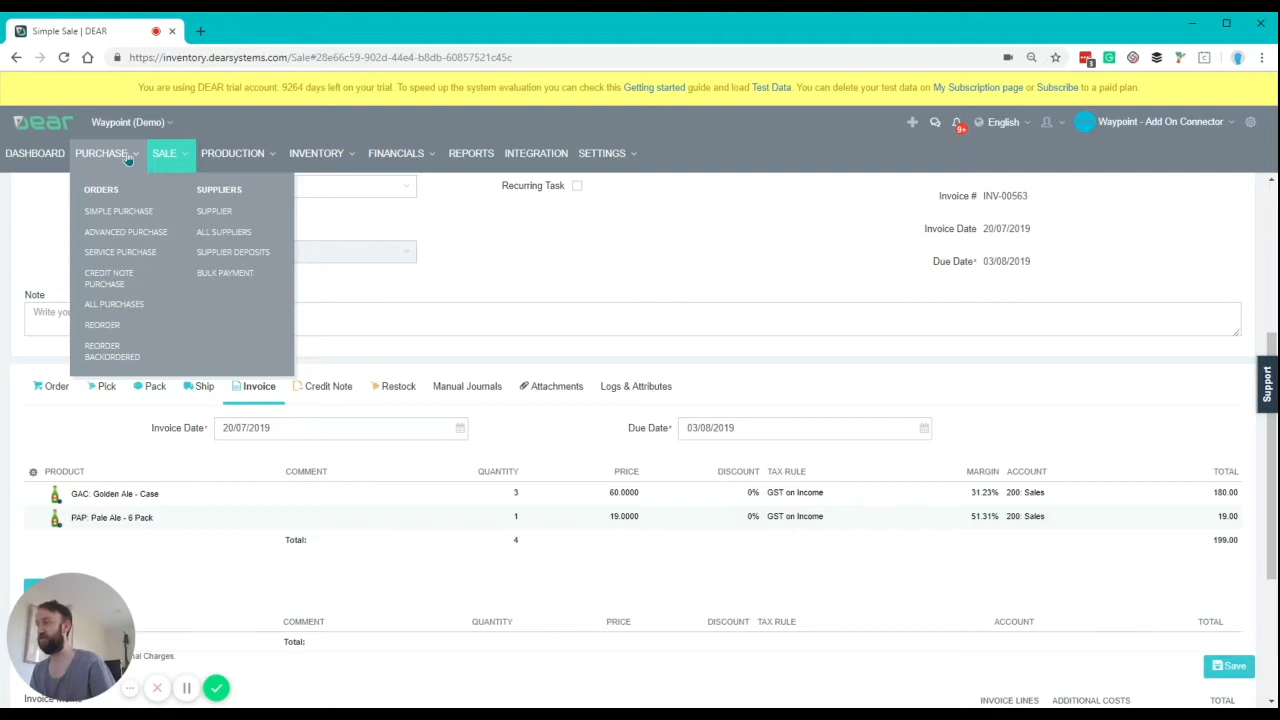 Simple Sale | DEAR
https://inventory.dearsystems.com/Sale#28e66c59-902d-44e4-b8db-60857521c45c
3
You are using DEAR trial account. 9264 days left on your trial. To speed up the system evaluation you can check this Getting started guide and load Test Data. You can delete your test data on My Subscription page or Subscribe to a paid plan.
Dear Waypoint (Demo) 9+ English Waypoint - Add On Connector
DASHBOARD PURCHASE SALE PRODUCTION INVENTORY FINANCIALS REPORTS INTEGRATION SETTINGS
ORDERS SUPPLIERS
SIMPLE PURCHASE SUPPLIER
ADVANCED PURCHASE ALL SUPPLIERS
SERVICE PURCHASE SUPPLIER DEPOSITS
CREDIT NOTE PURCHASE BULK PAYMENT
ALL PURCHASES
REORDER
REORDER BACKORDERED
Recurring Task
Invoice # INV-00563
Invoice Date 20/07/2019
Due Date* 03/08/2019
Note
Write you
Order Pick Pack Ship Invoice Credit Note Restock Manual Journals Attachments Logs & Attributes
Invoice Date* 20/07/2019 Due Date* 03/08/2019
PRODUCT COMMENT QUANTITY PRICE DISCOUNT TAX RULE MARGIN ACCOUNT TOTAL
GAC: Golden Ale - Case 3 60.0000 0% GST on Income 31.23% 200: Sales 180.00
PAP: Pale Ale - 6 Pack 1 19.0000 0% GST on Income 51.31% 200: Sales 19.00
Total: 4 199.00
COMMENT QUANTITY PRICE DISCOUNT TAX RULE ACCOUNT TOTAL
Total:
Charges.
Save
Support
INVOICE LINES ADDITIONAL COSTS TOTAL